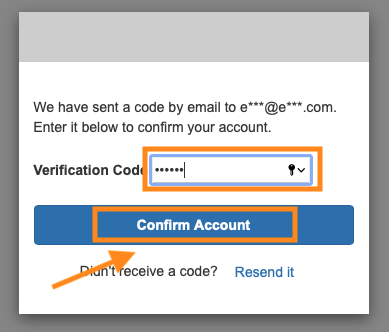 We have sent a code by email to e***@e***.com.
Enter it below to confirm your account.
Verification Code ••••••
Confirm Account
Didn't receive a code? Resend it